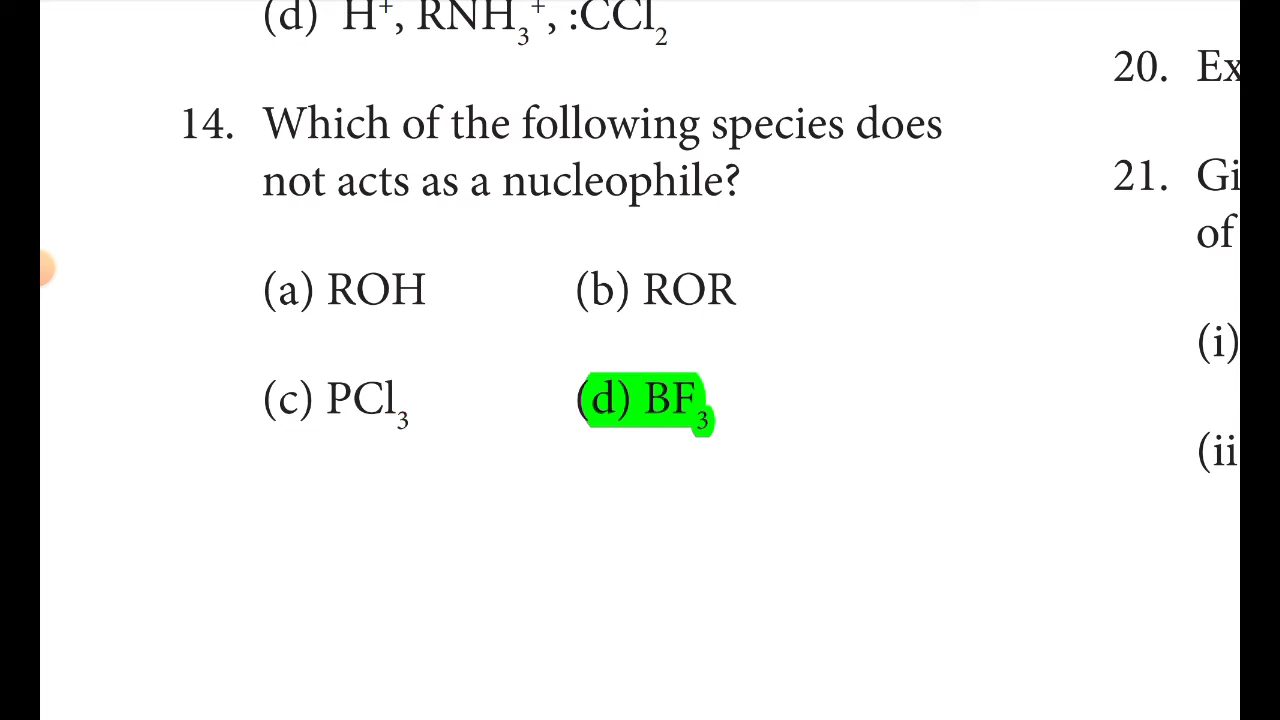 (d) H⁺, RNH₃⁺, :CCl₂
14. Which of the following species does
not acts as a nucleophile?
(a) ROH (b) ROR
(c) PCl₃ (d) BF₃
20. Ex
21. Gi
of
(i)
(ii